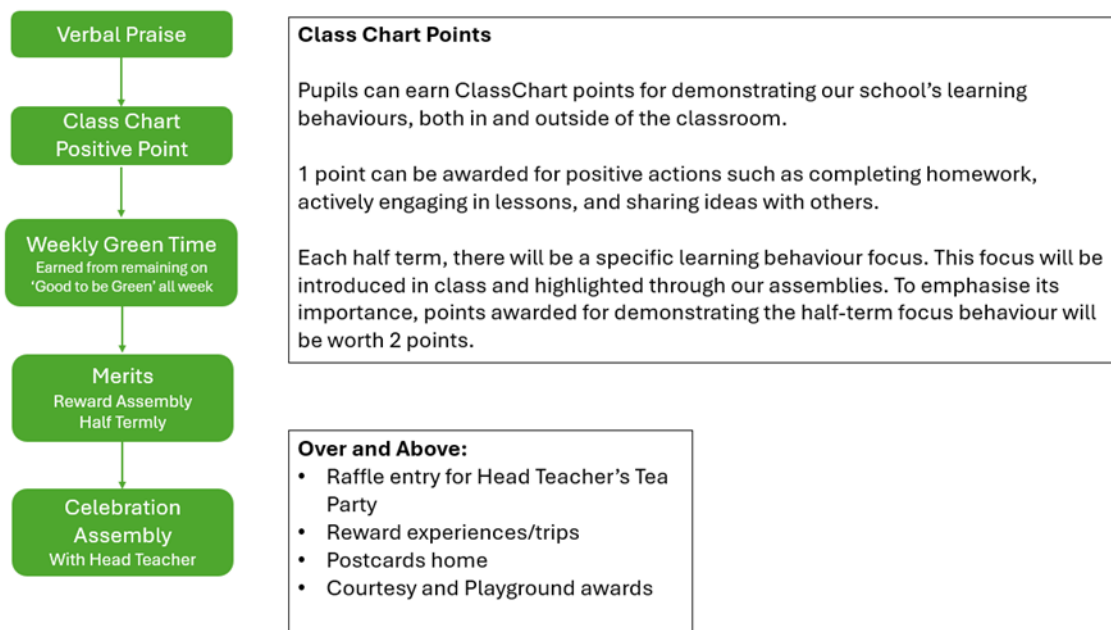 Verbal Praise
Class Chart
Positive Point
Weekly Green Time
Earned from remaining on
‘Good to be Green’ all week
Merits
Reward Assembly
Half Termly
Celebration
Assembly
With Head Teacher
Class Chart Points
Pupils can earn ClassChart points for demonstrating our school’s learning
behaviours, both in and outside of the classroom.
1 point can be awarded for positive actions such as completing homework,
actively engaging in lessons, and sharing ideas with others.
Each half term, there will be a specific learning behaviour focus. This focus will be
introduced in class and highlighted through our assemblies. To emphasise its
importance, points awarded for demonstrating the half-term focus behaviour will
be worth 2 points.
Over and Above:
• Raffle entry for Head Teacher’s Tea
Party
• Reward experiences/trips
• Postcards home
• Courtesy and Playground awards